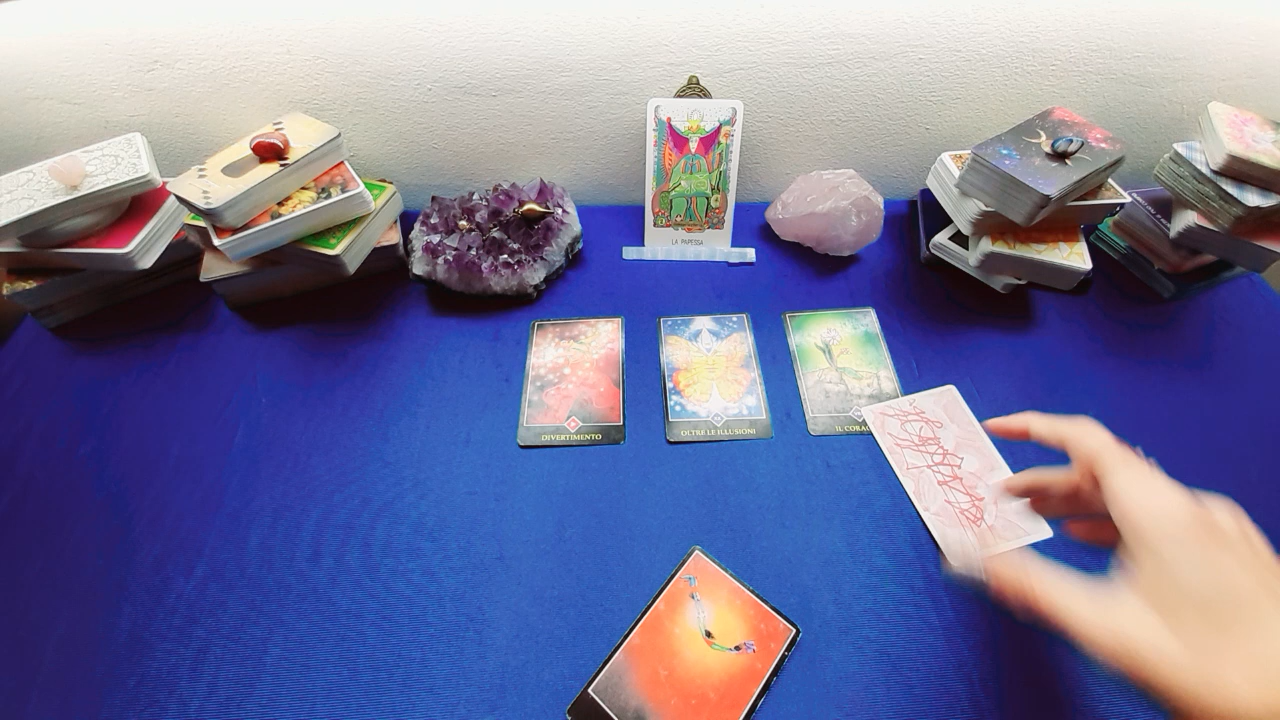 LA PAPESSA
DIVERTIMENTO
OLTRE LE ILLUSIONI
IL CORAG